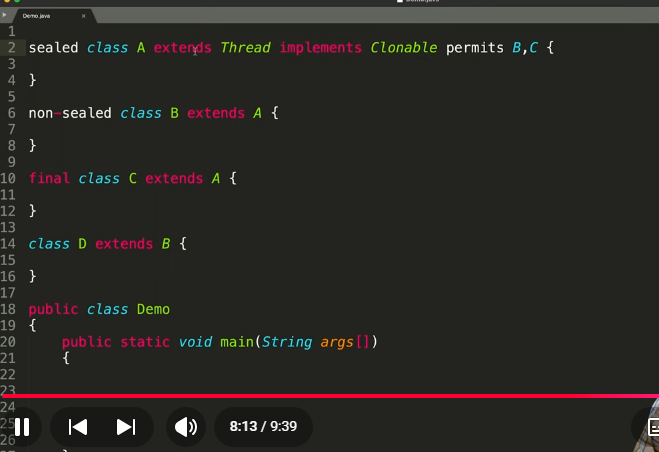 Demo.java
Demo.java ×
1
2 sealed class A extends Thread implements Clonable permits B,C {
3
4 }
5
6 non-sealed class B extends A {
7
8 }
9
10 final class C extends A {
11
12 }
13
14 class D extends B {
15
16 }
17
18 public class Demo
19 {
20     public static void main(String args[])
21     {
22
23
24
25
26
8:13 / 9:39